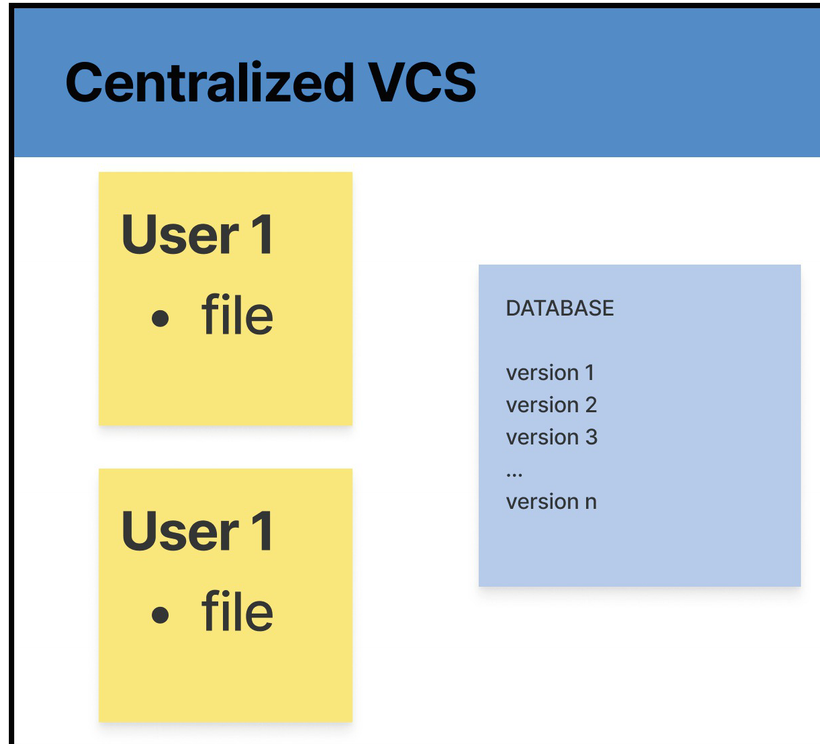 Centralized VCS
User 1
• file
DATABASE
version 1
version 2
version 3
...
version n
User 1
• file